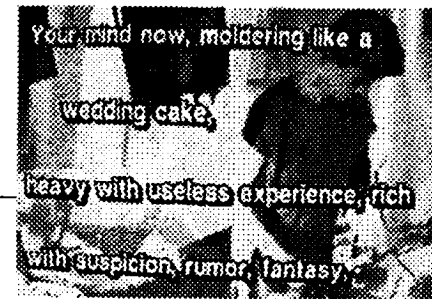 Your mind now, moldering like a
wedding cake,
heavy with useless experience, rich
with suspicion, rumor, fantasy,